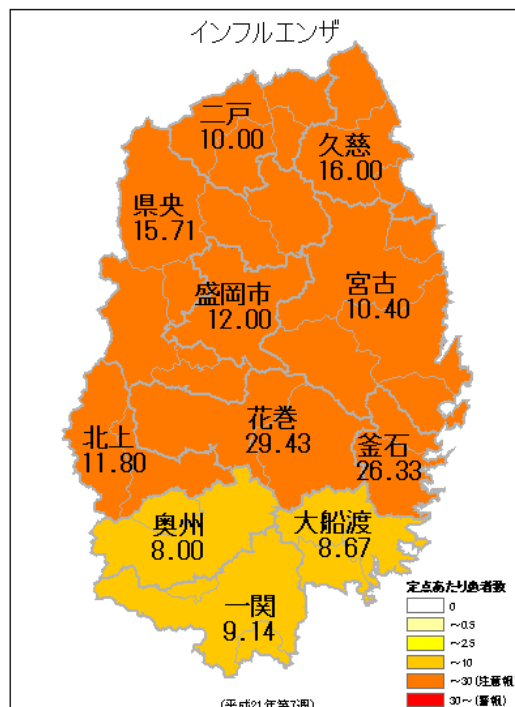 インフルエンザ
二戸
10.00
久慈
16.00
県央
15.71
盛岡市
12.00
宮古
10.40
花巻
29.43
北上
11.80
釜石
26.33
奥州
8.00
大船渡
8.67
一関
9.14
定点あたり患者数
0
～0.5
～2.5
～10
～30(注意報)
30～(警報)
(平成21年第7週)